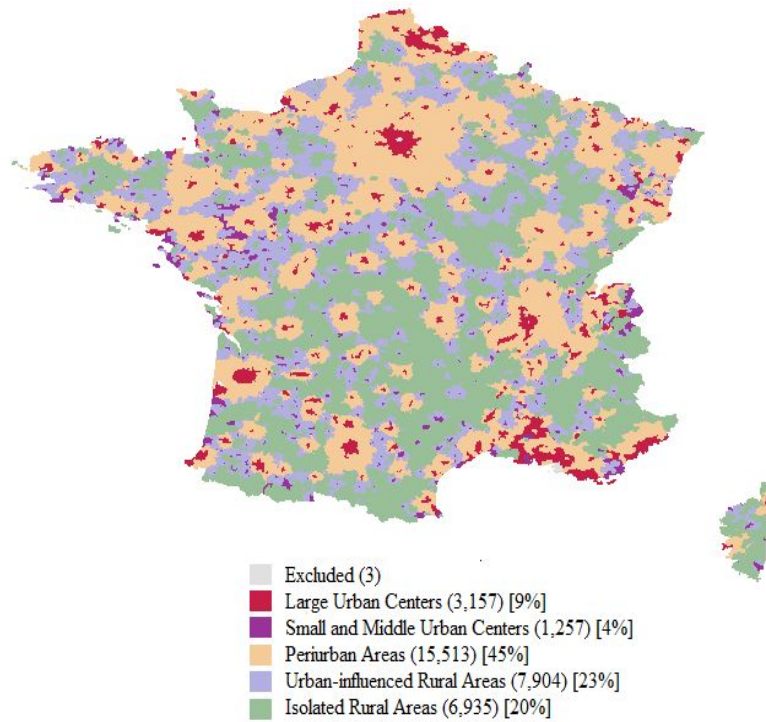 Excluded (3)
Large Urban Centers (3,157) [9%]
Small and Middle Urban Centers (1,257) [4%]
Periurban Areas (15,513) [45%]
Urban-influenced Rural Areas (7,904) [23%]
Isolated Rural Areas (6,935) [20%]